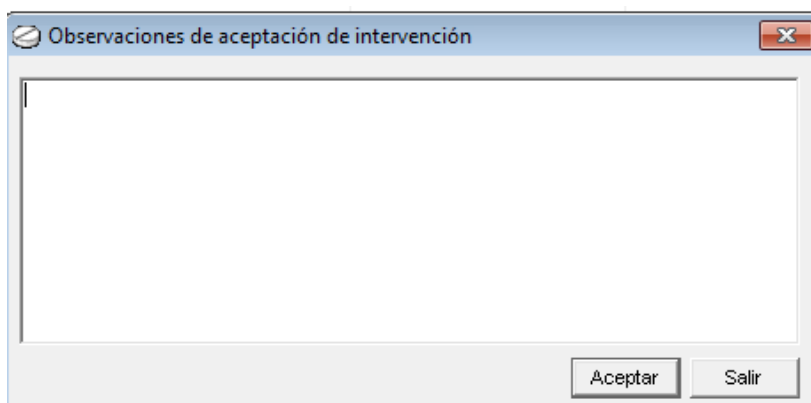 Observaciones de aceptación de intervención
Aceptar Salir